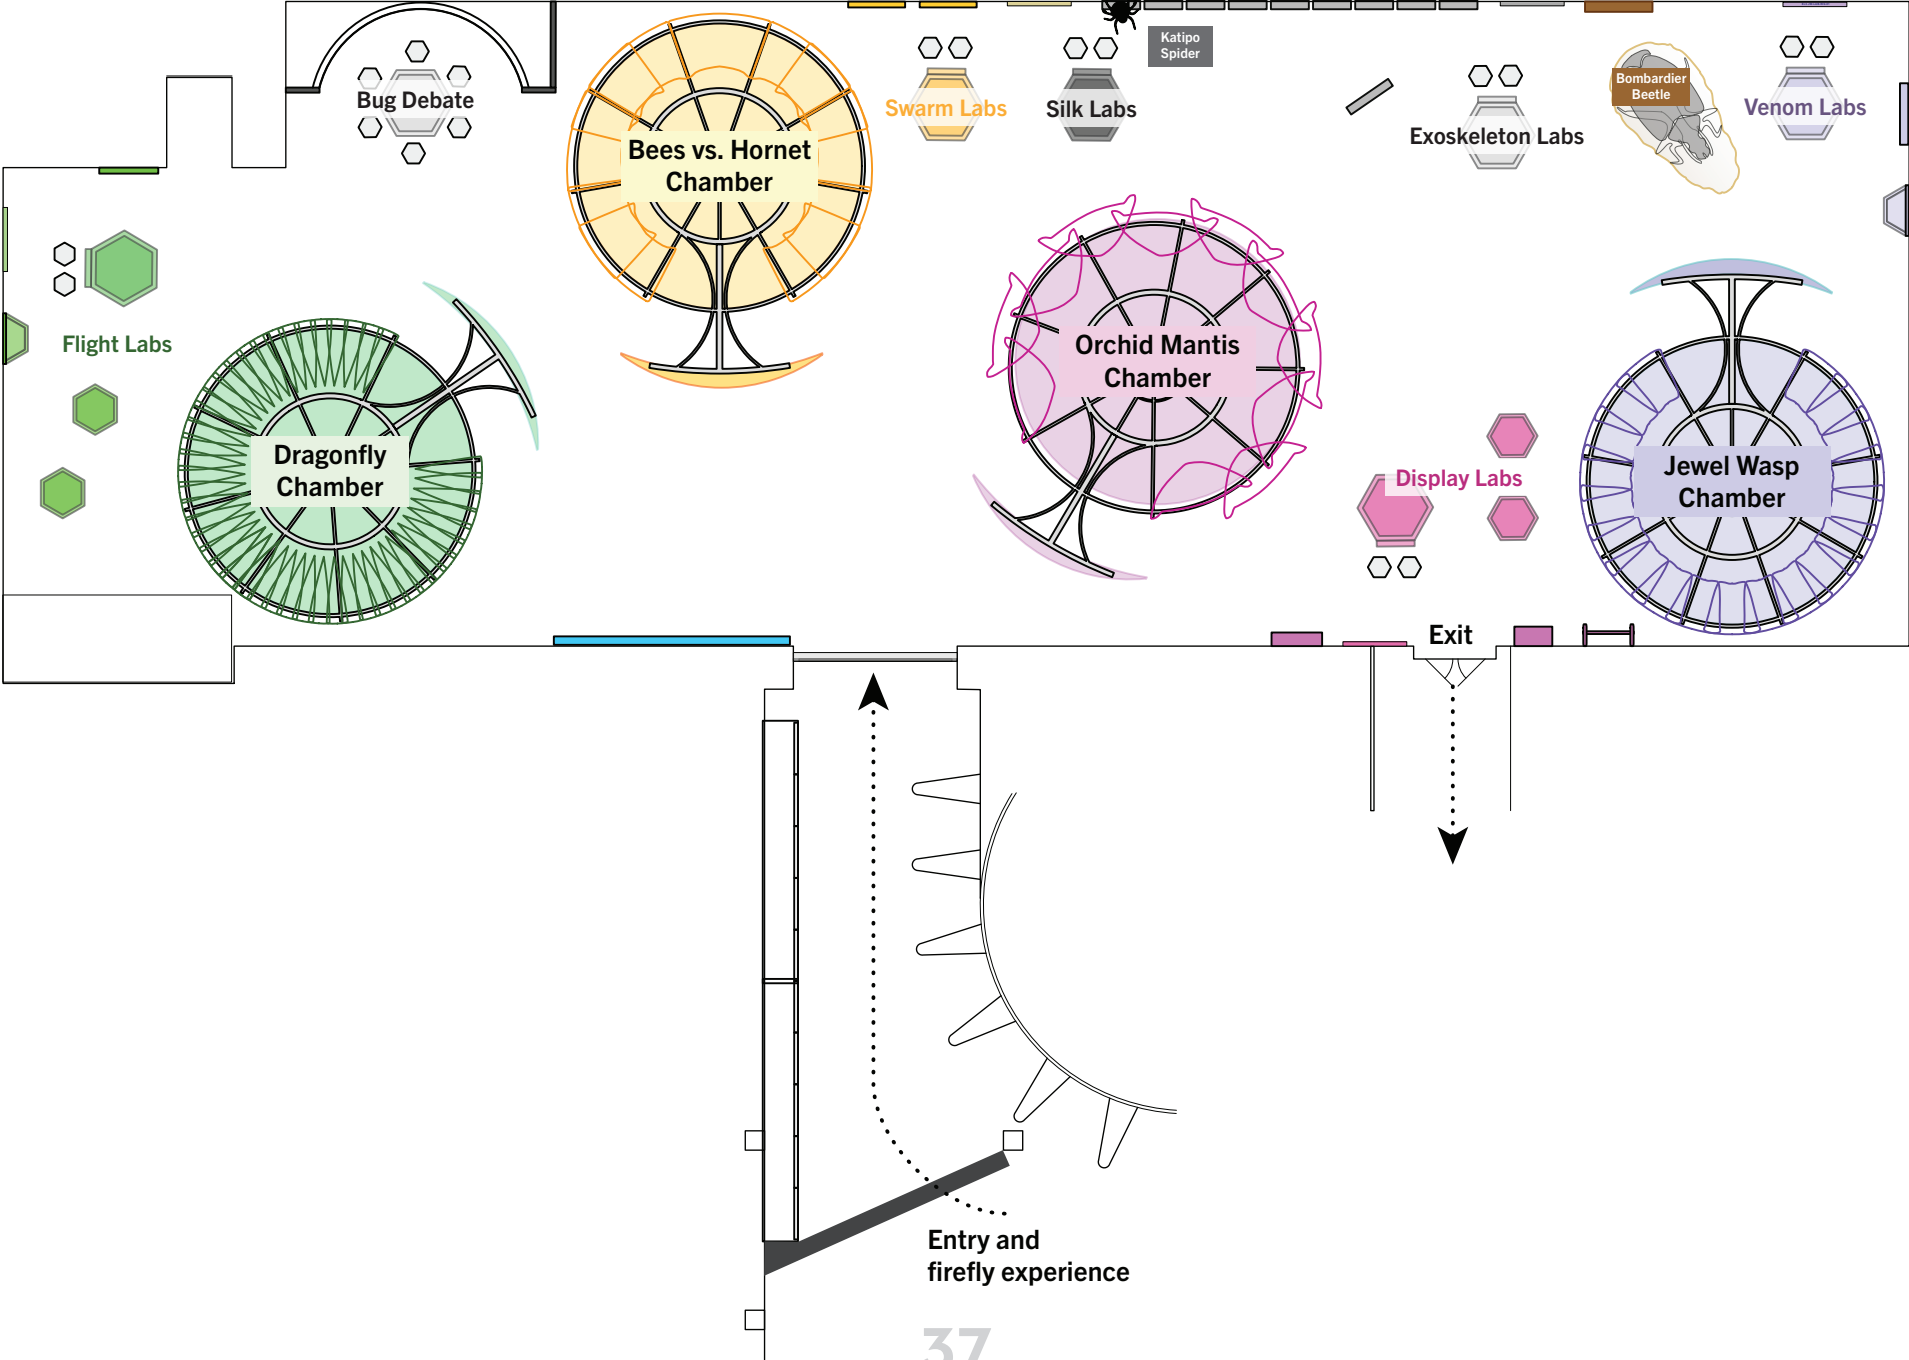 Katipo
Spider
Bug Debate
Swarm Labs
Silk Labs
Exoskeleton Labs
Bombardier
Beetle
Venom Labs
Bees vs. Hornet
Chamber
Flight Labs
Dragonfly
Chamber
Orchid Mantis
Chamber
Display Labs
Jewel Wasp
Chamber
Exit
Entry and
firefly experience
37